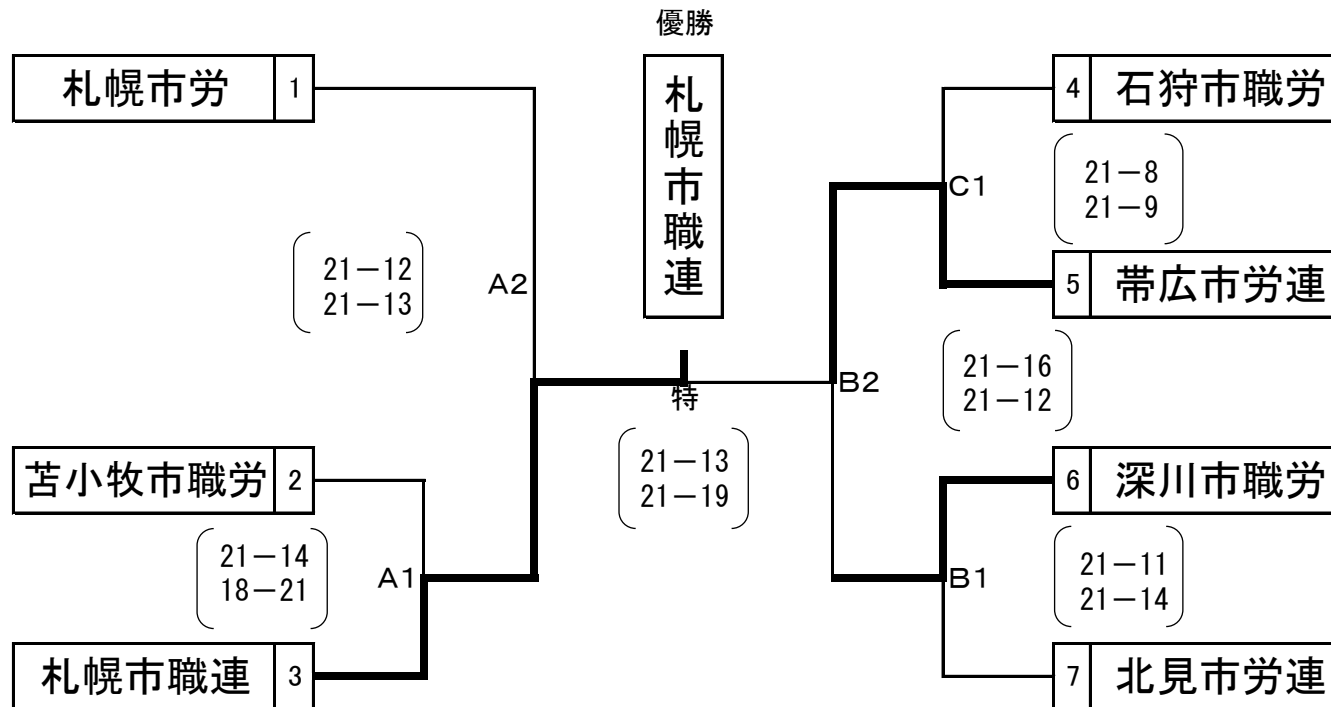 優勝
札幌市職連
札幌市労 1
A2
21－12
21－13
苫小牧市職労 2
21－14
18－21
A1
札幌市職連 3
特
21－13
21－19
4 石狩市職労
C1
21－8
21－9
5 帯広市労連
B2
21－16
21－12
6 深川市職労
B1
21－11
21－14
7 北見市労連